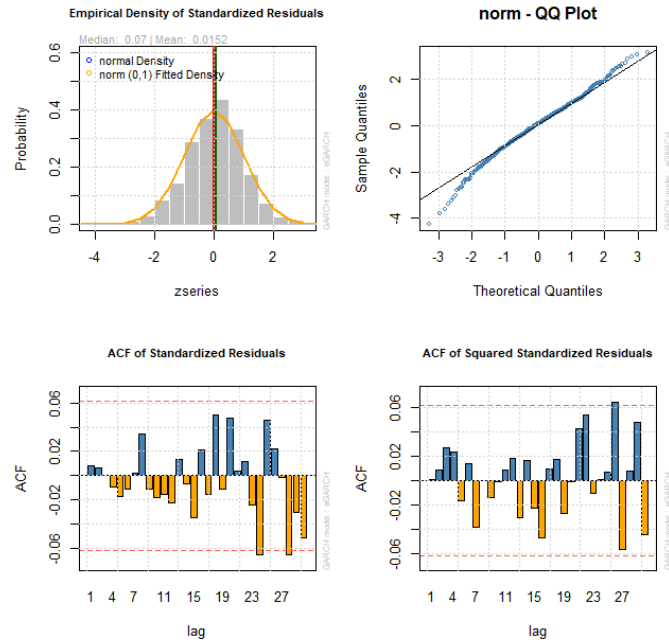 Empirical Density of Standardized Residuals
Median: 0.07 | Mean: 0.0152
normal Density
norm (0,1) Fitted Density
Probability
0.0 0.2 0.4 0.6
-4 -2 0 2
zseries
GARCH model : eGARCH
norm - QQ Plot
Sample Quantiles
-4 -2 0 2
-3 -2 -1 0 1 2 3
Theoretical Quantiles
GARCH model : eGARCH
ACF of Standardized Residuals
ACF
-0.06 -0.02 0.02 0.06
1 4 7 11 15 19 23 27
lag
GARCH model : eGARCH
ACF of Squared Standardized Residuals
ACF
-0.06 -0.02 0.02 0.06
1 4 7 11 15 19 23 27
lag
GARCH model : eGARCH